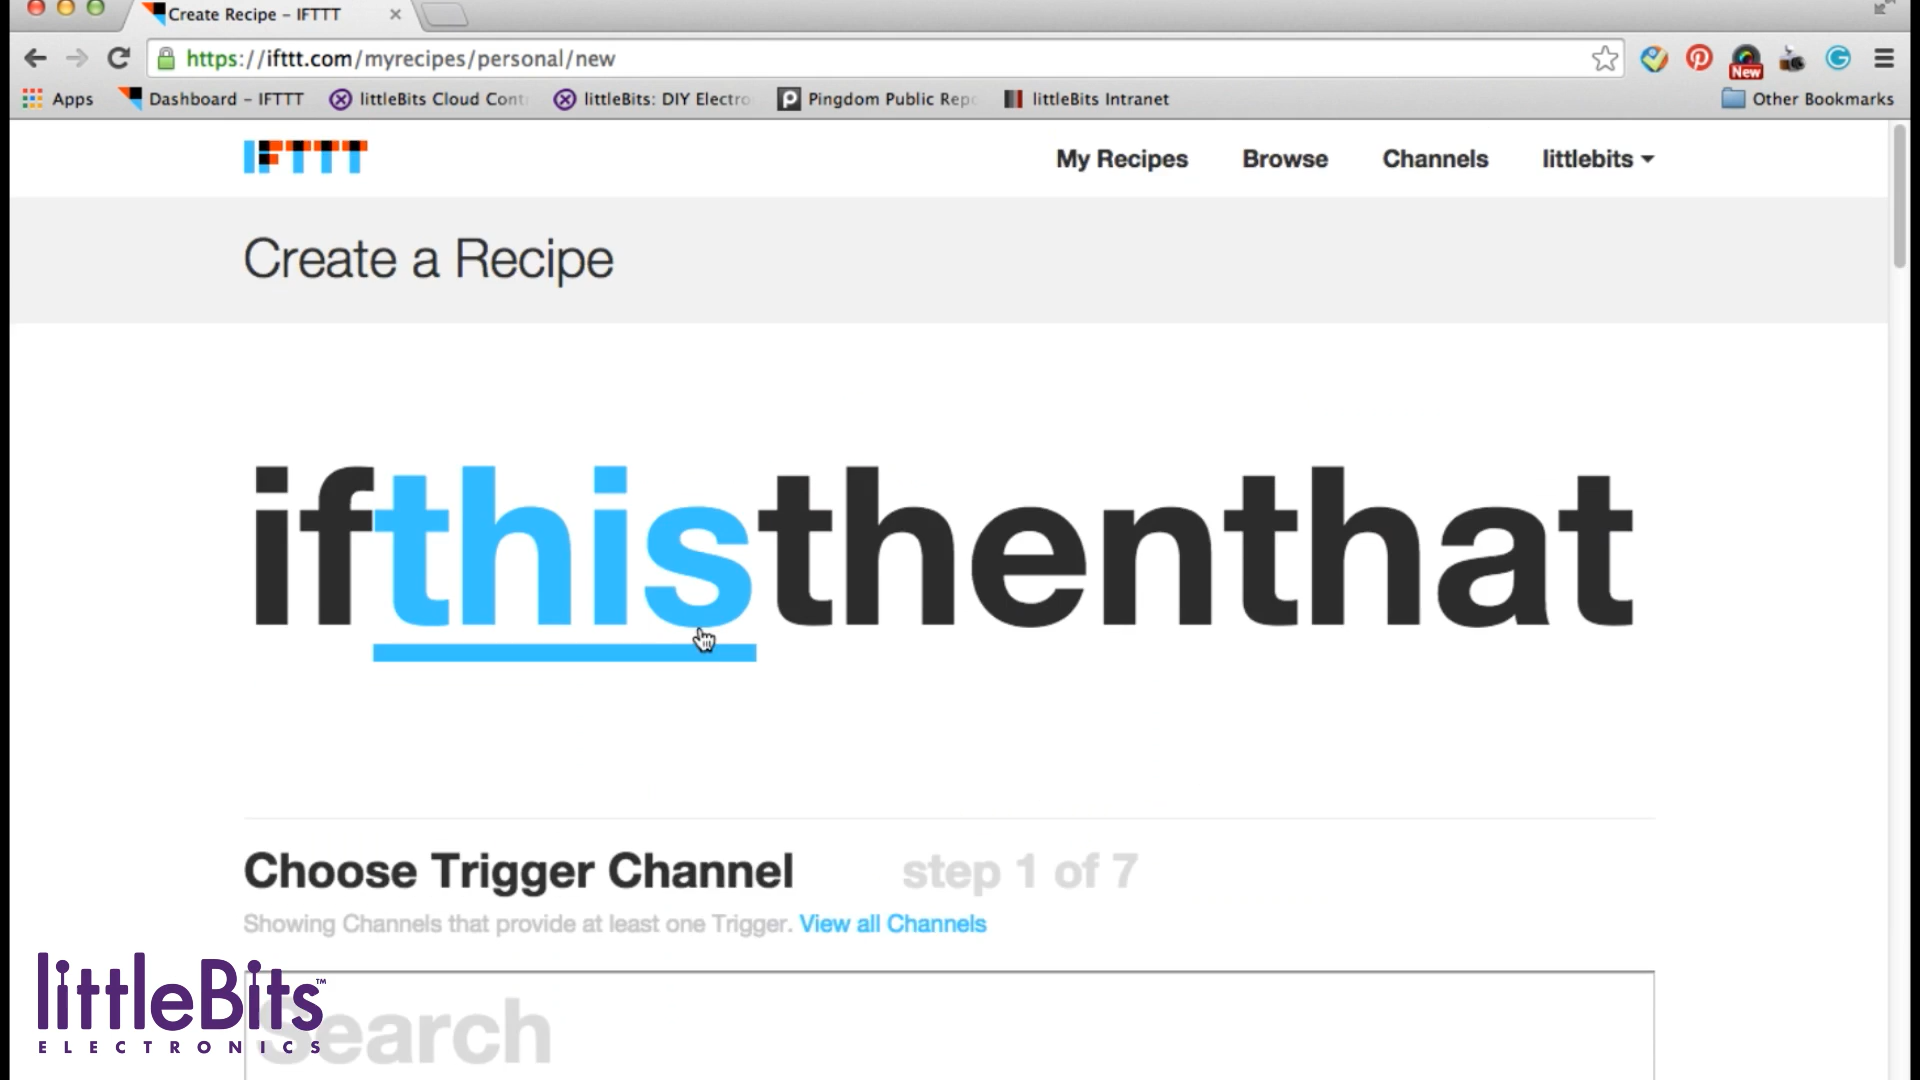 Create Recipe – IFTTT
https://ifttt.com/myrecipes/personal/new
New
Apps
Dashboard – IFTTT
littleBits Cloud Cont
littleBits: DIY Electro
Pingdom Public Rep
littleBits Intranet
Other Bookmarks
IFTTT
My Recipes
Browse
Channels
littlebits
Create a Recipe
ifthisthenthat
Choose Trigger Channel
step 1 of 7
Showing Channels that provide at least one Trigger. View all Channels
Search
littleBits™
ELECTRONICS